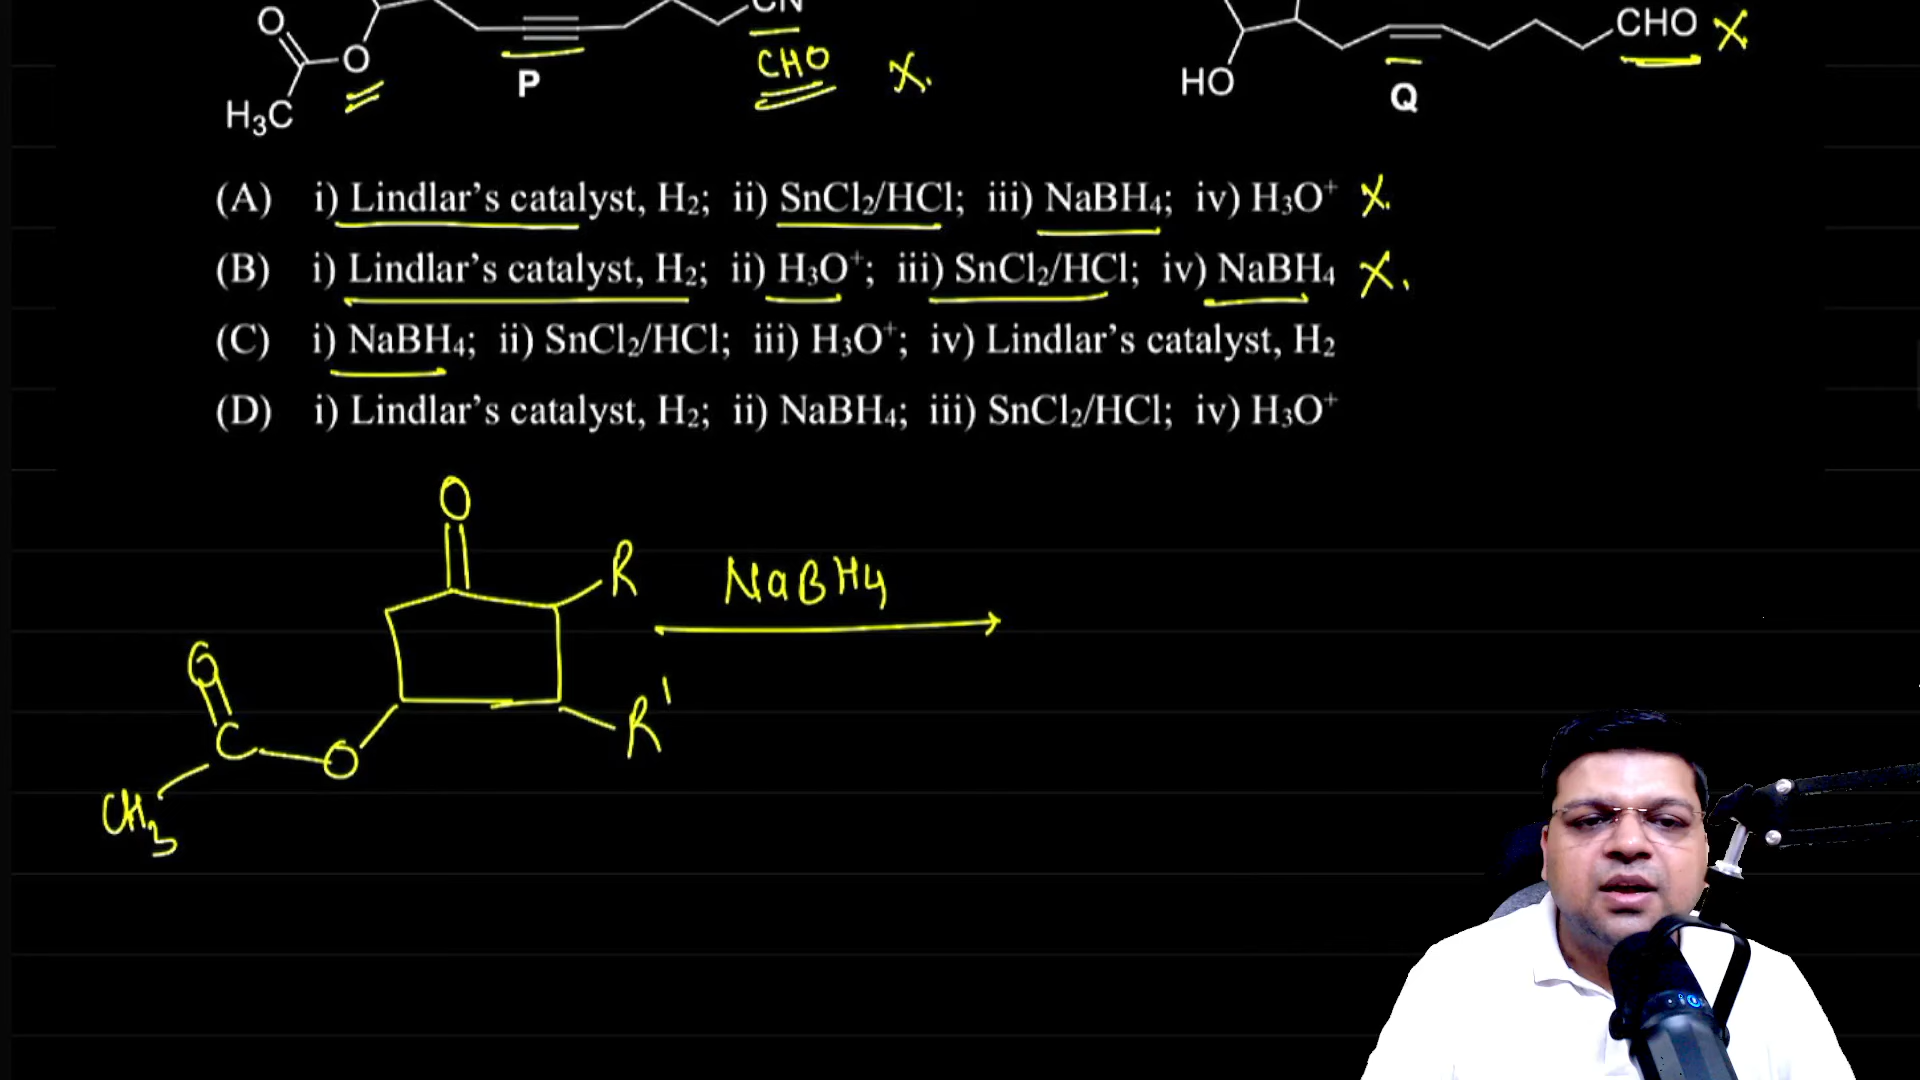 O
O
H₃C
P
CN
CHO X.
HO
Q
CHO X
(A) i) Lindlar’s catalyst, H₂; ii) SnCl₂/HCl; iii) NaBH₄; iv) H₃O⁺ X.
(B) i) Lindlar’s catalyst, H₂; ii) H₃O⁺; iii) SnCl₂/HCl; iv) NaBH₄ X.
(C) i) NaBH₄; ii) SnCl₂/HCl; iii) H₃O⁺; iv) Lindlar’s catalyst, H₂
(D) i) Lindlar’s catalyst, H₂; ii) NaBH₄; iii) SnCl₂/HCl; iv) H₃O⁺
O
R
NaBH4
O
C
O
R'
CH3